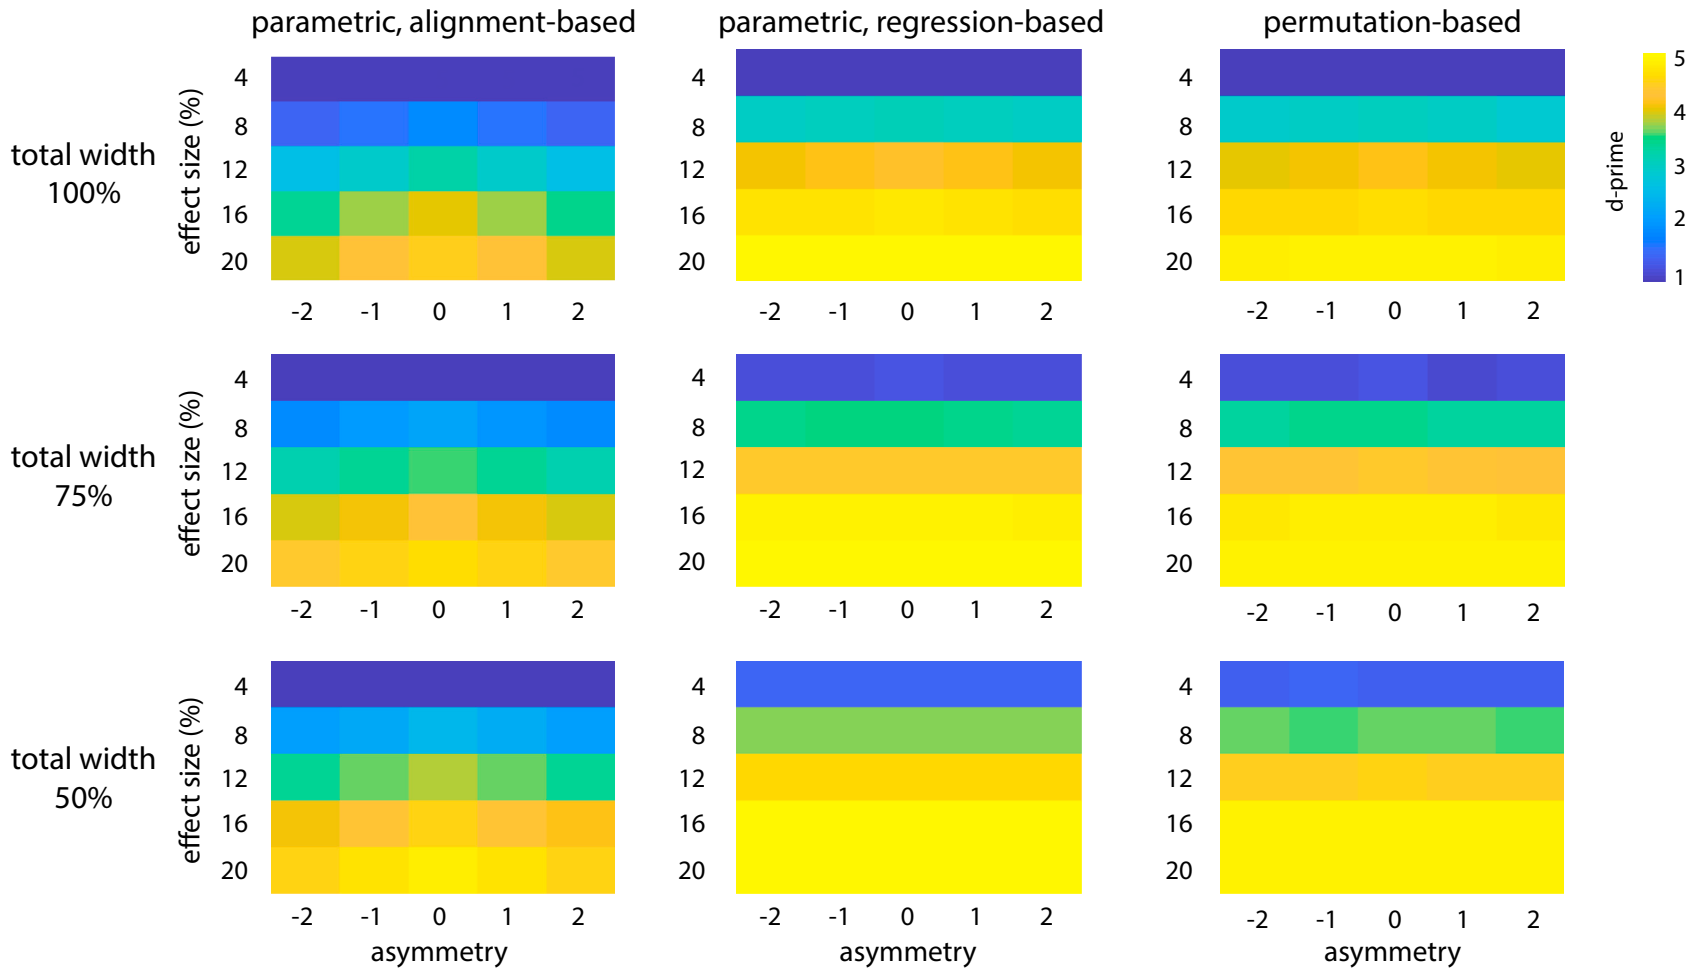 parametric, alignment-based
parametric, regression-based
permutation-based
total width
100%
effect size (%)
4
8
12
16
20
-2 -1 0 1 2
4
8
12
16
20
-2 -1 0 1 2
4
8
12
16
20
-2 -1 0 1 2
d-prime
5
4
3
2
1
total width
75%
effect size (%)
4
8
12
16
20
-2 -1 0 1 2
4
8
12
16
20
-2 -1 0 1 2
4
8
12
16
20
-2 -1 0 1 2
total width
50%
effect size (%)
4
8
12
16
20
-2 -1 0 1 2
asymmetry
4
8
12
16
20
-2 -1 0 1 2
asymmetry
4
8
12
16
20
-2 -1 0 1 2
asymmetry